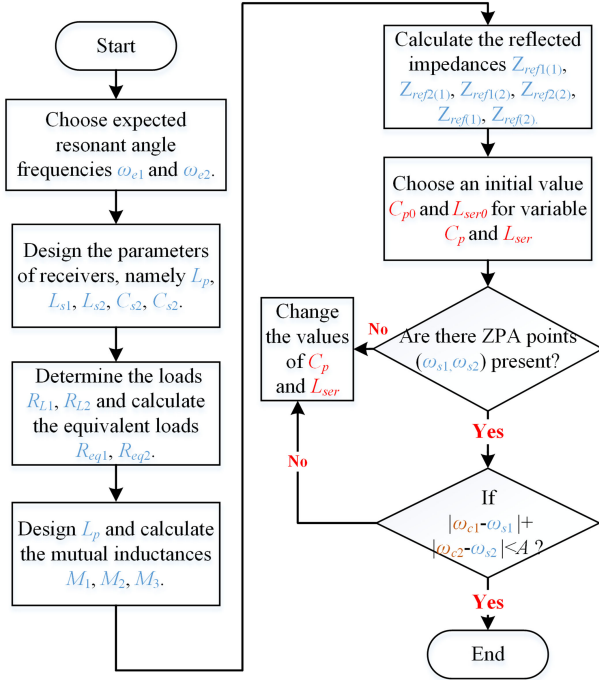 Start
Choose expected
resonant angle
frequencies ωe1 and ωe2.
Design the parameters
of receivers, namely Lp,
Ls1, Ls2, Cs2, Cs2.
Determine the loads
RL1, RL2 and calculate
the equivalent loads
Req1, Req2.
Design Lp and calculate
the mutual inductances
M1, M2, M3.
Calculate the reflected
impedances Zref1(1),
Zref2(1), Zref1(2), Zref2(2),
Zref(1), Zref(2).
Choose an initial value
Cp0 and Lser0 for variable
Cp and Lser
Are there ZPA points
(ωs1,ωs2) present?
No
Change
the values
of Cp
and Lser
Yes
If
|ωc1-ωs1|+
|ωc2-ωs2|<A ?
No
Yes
End